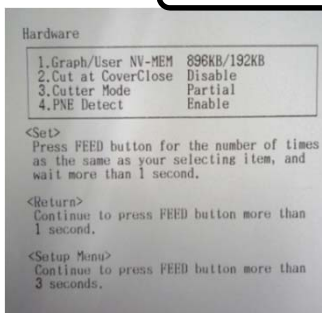 Hardware
1.Graph/User NV-MEM 896KB/192KB
2.Cut at CoverClose Disable
3.Cutter Mode Partial
4.PNE Detect Enable
<Set>
Press FEED button for the number of times
as the same as your selecting item, and
wait more than 1 second.
<Return>
Continue to press FEED button more than
1 second.
<Setup Menu>
Continue to press FEED button more than
3 seconds.